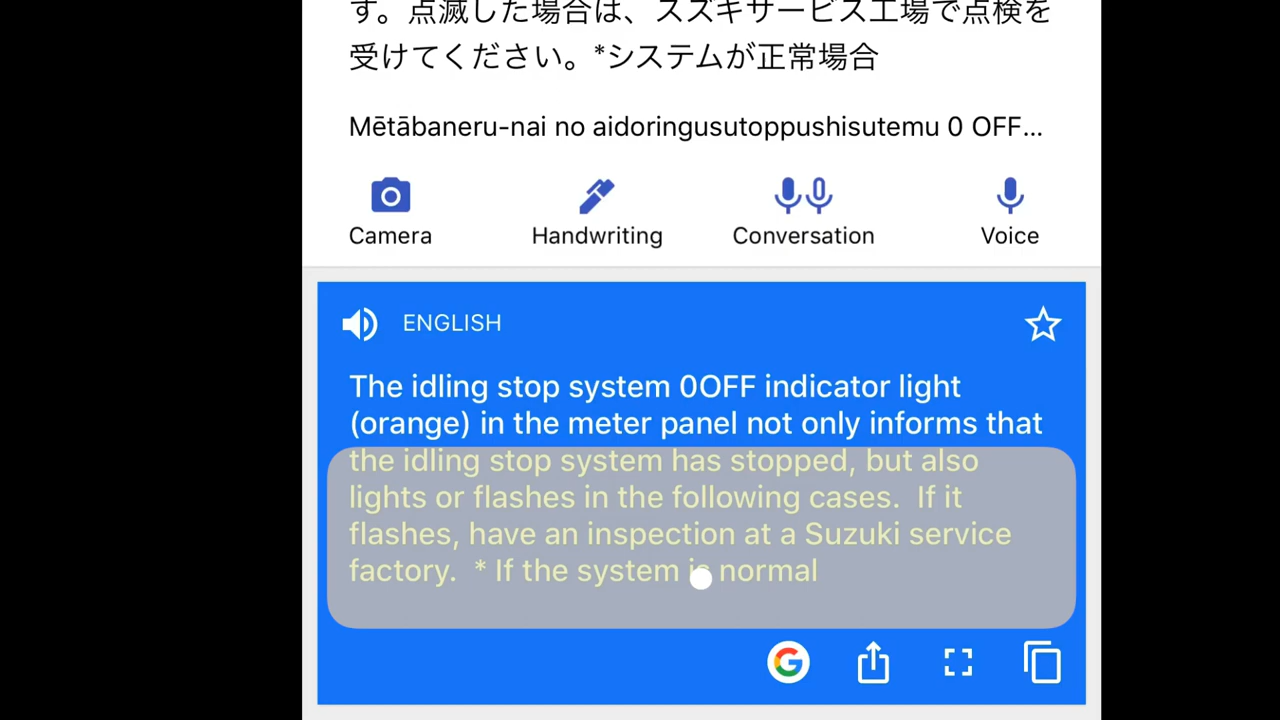 す。点滅した場合は、スズキサービス工場で点検を
受けてください。*システムが正常場合
Mētābaneru-nai no aidoringusutoppushisutemu 0 OFF...
Camera
Handwriting
Conversation
Voice
ENGLISH
The idling stop system 0OFF indicator light
(orange) in the meter panel not only informs that
the idling stop system has stopped, but also
lights or flashes in the following cases. If it
flashes, have an inspection at a Suzuki service
factory. * If the system is normal